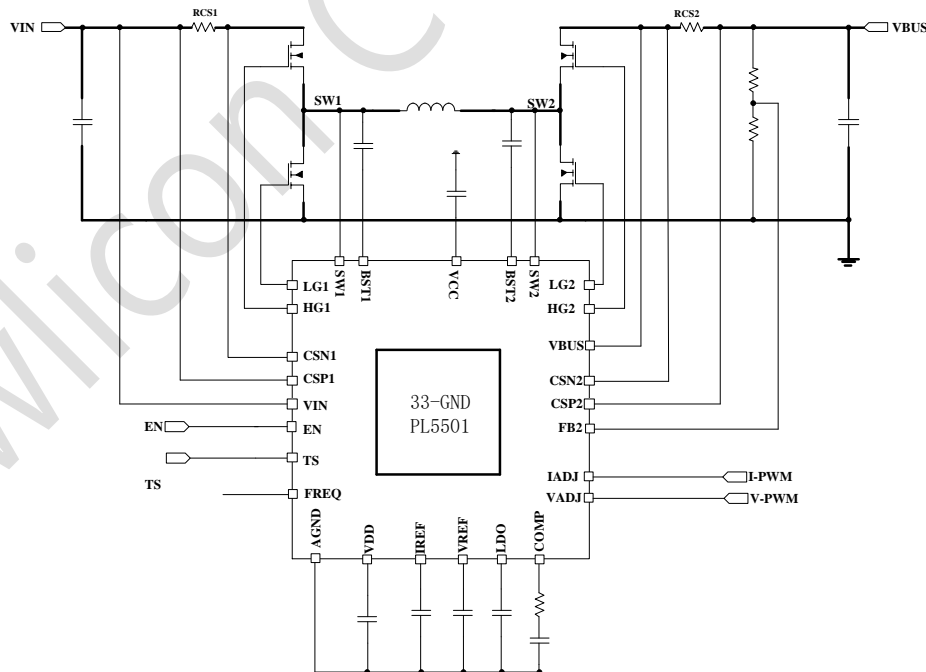 RCS1
RCS2
VIN
VBUS
SW1
SW2
SW1
BST1
VCC
BST2
SW2
LG1
LG2
HG1
HG2
VBUS
CSN1
CSN2
CSP1
CSP2
VIN
33-GND
PL5501
EN
EN
FB2
TS
TS
IADJ
I-PWM
FREQ
VADJ
V-PWM
AGND
VDD
IREF
VREF
LDO
COMP